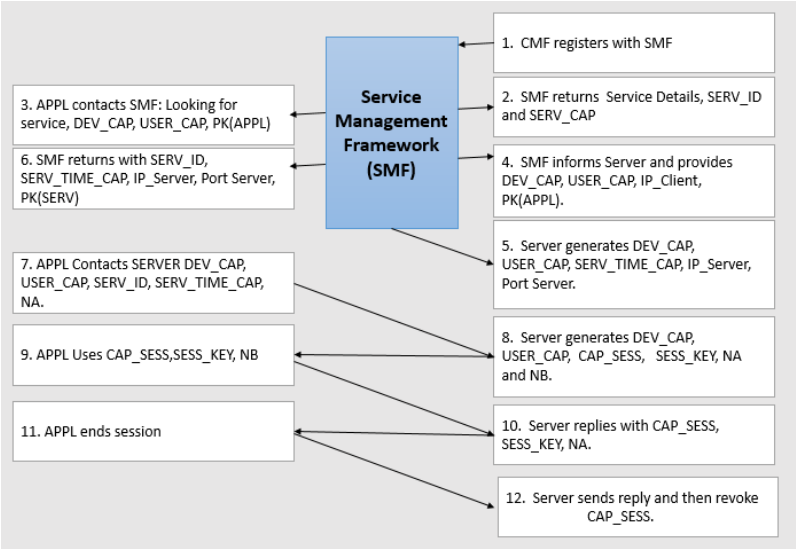 Service
Management
Framework
(SMF)
1. CMF registers with SMF
2. SMF returns Service Details, SERV_ID
and SERV_CAP
3. APPL contacts SMF: Looking for
service, DEV_CAP, USER_CAP, PK(APPL)
4. SMF informs Server and provides
DEV_CAP, USER_CAP, IP_Client,
PK(APPL).
5. Server generates DEV_CAP,
USER_CAP, SERV_TIME_CAP, IP_Server,
Port Server.
6. SMF returns with SERV_ID,
SERV_TIME_CAP, IP_Server, Port Server,
PK(SERV)
7. APPL Contacts SERVER DEV_CAP,
USER_CAP, SERV_ID, SERV_TIME_CAP,
NA.
8. Server generates DEV_CAP,
USER_CAP, CAP_SESS, SESS_KEY, NA
and NB.
9. APPL Uses CAP_SESS,SESS_KEY, NB
10. Server replies with CAP_SESS,
SESS_KEY, NA.
11. APPL ends session
12. Server sends reply and then revoke
CAP_SESS.